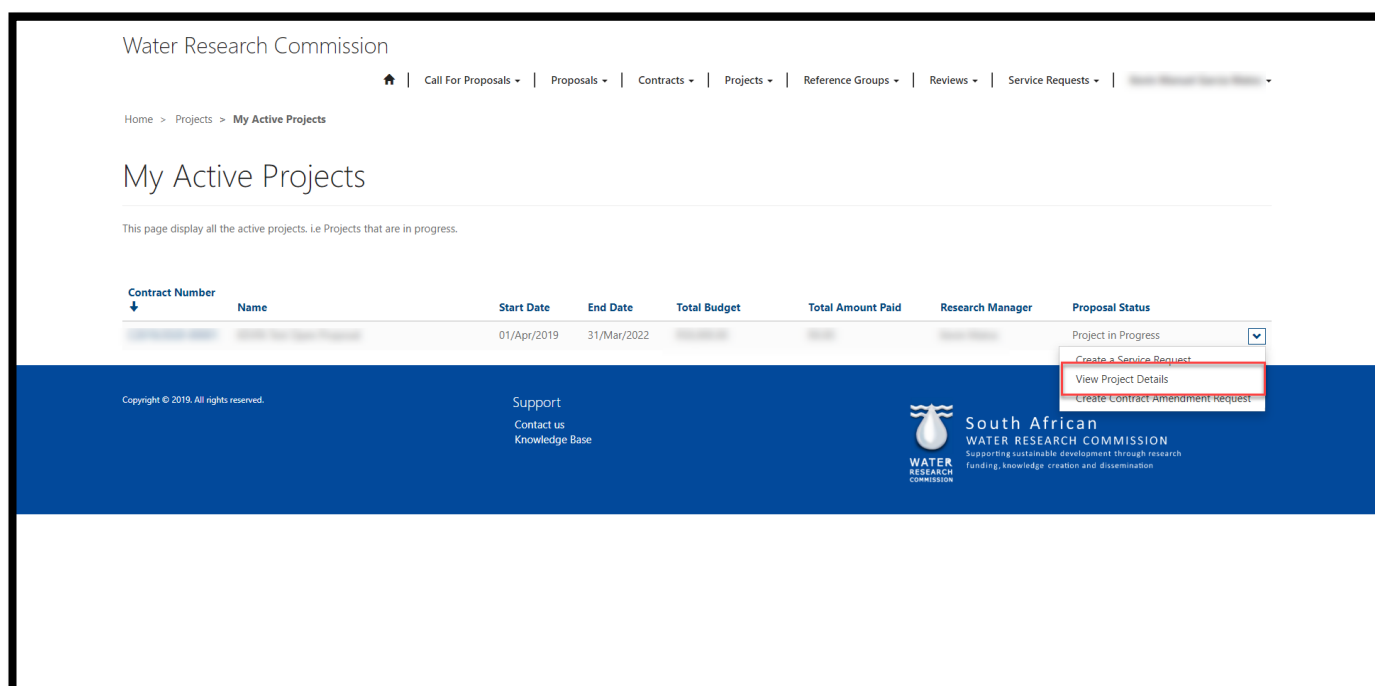 Water Research Commission
Call For Proposals | Proposals | Contracts | Projects | Reference Groups | Reviews | Service Requests |
Home > Projects > My Active Projects
My Active Projects
This page display all the active projects. i.e Projects that are in progress.
Contract Number
Name Start Date End Date Total Budget Total Amount Paid Research Manager Proposal Status
01/Apr/2019 31/Mar/2022 Project in Progress
Create a Service Request
View Project Details
Create Contract Amendment Request
Copyright © 2019. All rights reserved.
Support
Contact us
Knowledge Base
WATER
RESEARCH
COMMISSION
South African
WATER RESEARCH COMMISSION
Supporting sustainable development through research
funding, knowledge creation and dissemination